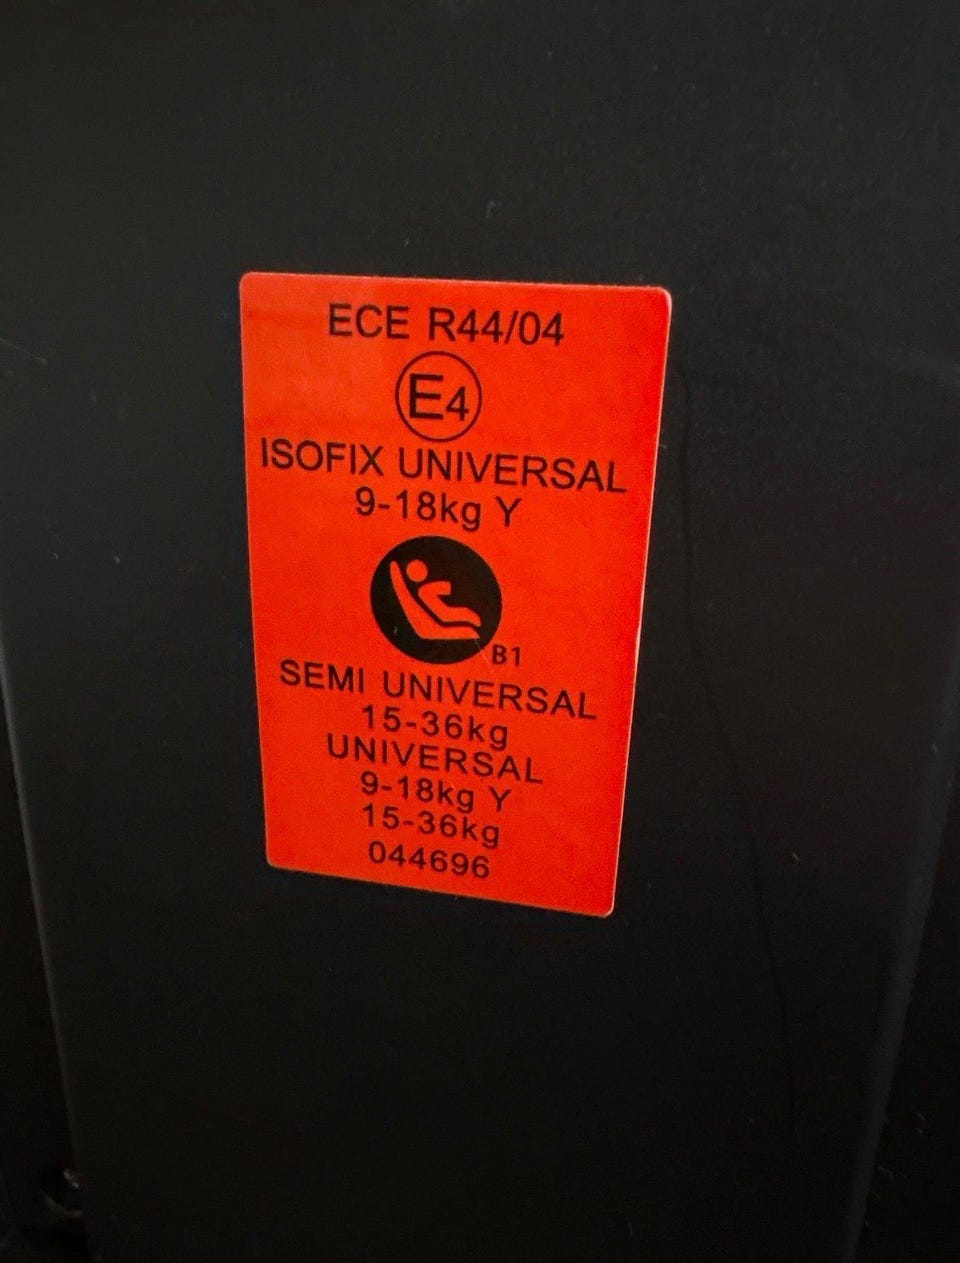 ECE R44/04
E4
ISOFIX UNIVERSAL
9-18kg Y
B1
SEMI UNIVERSAL
15-36kg
UNIVERSAL
9-18kg Y
15-36kg
044696